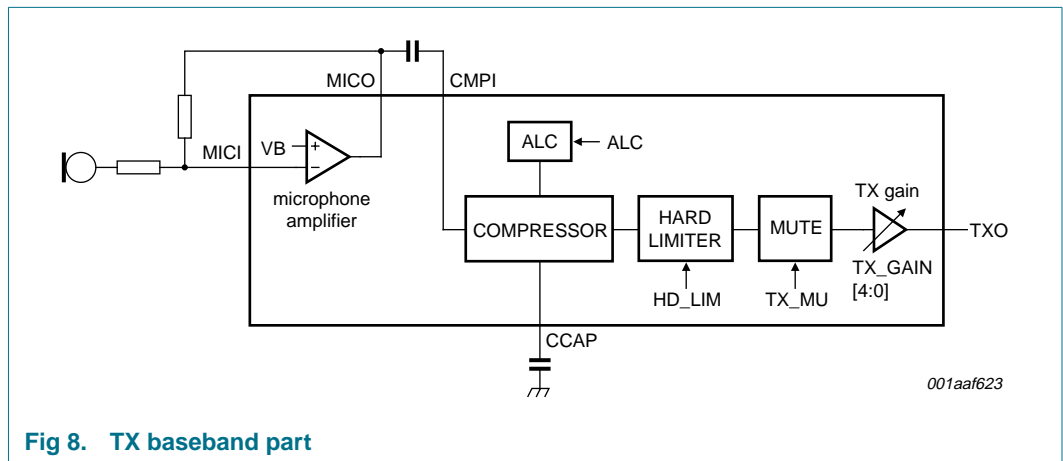 MICO
CMPI
MICI
VB
+
−
microphone
amplifier
ALC
ALC
COMPRESSOR
HARD
LIMITER
HD_LIM
MUTE
TX_MU
TX gain
TX_GAIN
[4:0]
TXO
CCAP
001aaf623
Fig 8. TX baseband part